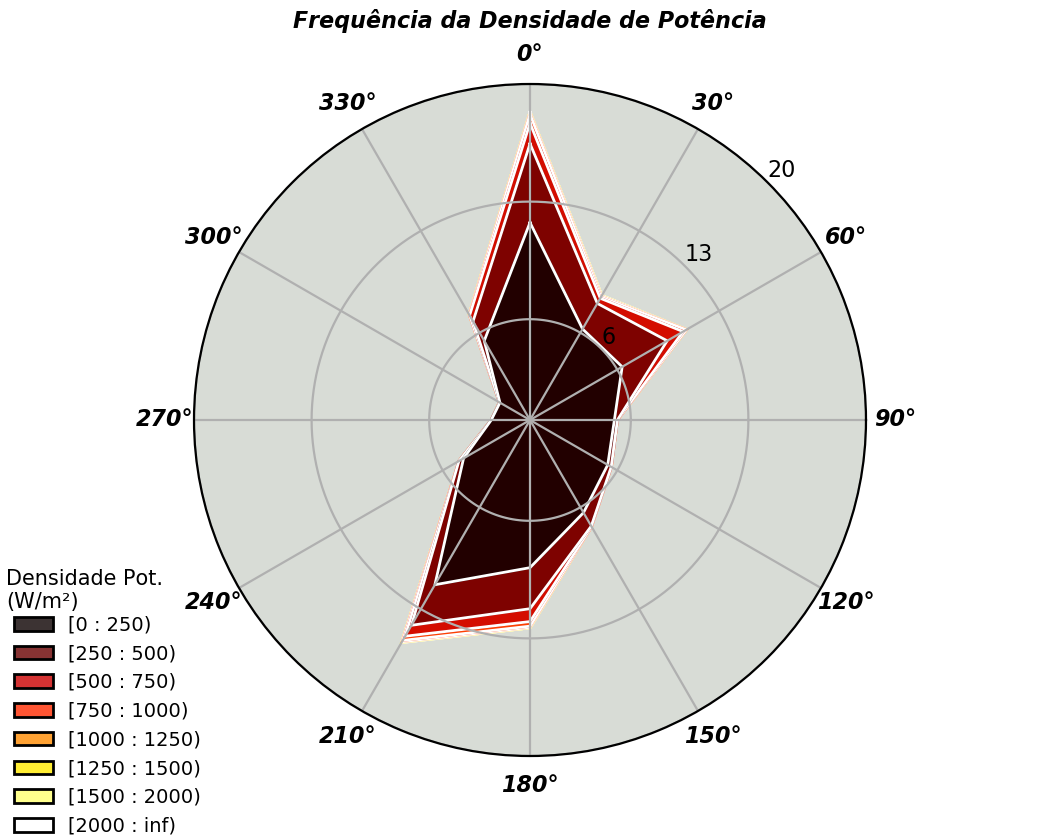 Frequência da Densidade de Potência
0°
330°
30°
20
300°
60°
13
6
270°
90°
240°
120°
210°
150°
180°
Densidade Pot.
(W/m²)
[0 : 250)
[250 : 500)
[500 : 750)
[750 : 1000)
[1000 : 1250)
[1250 : 1500)
[1500 : 2000)
[2000 : inf)